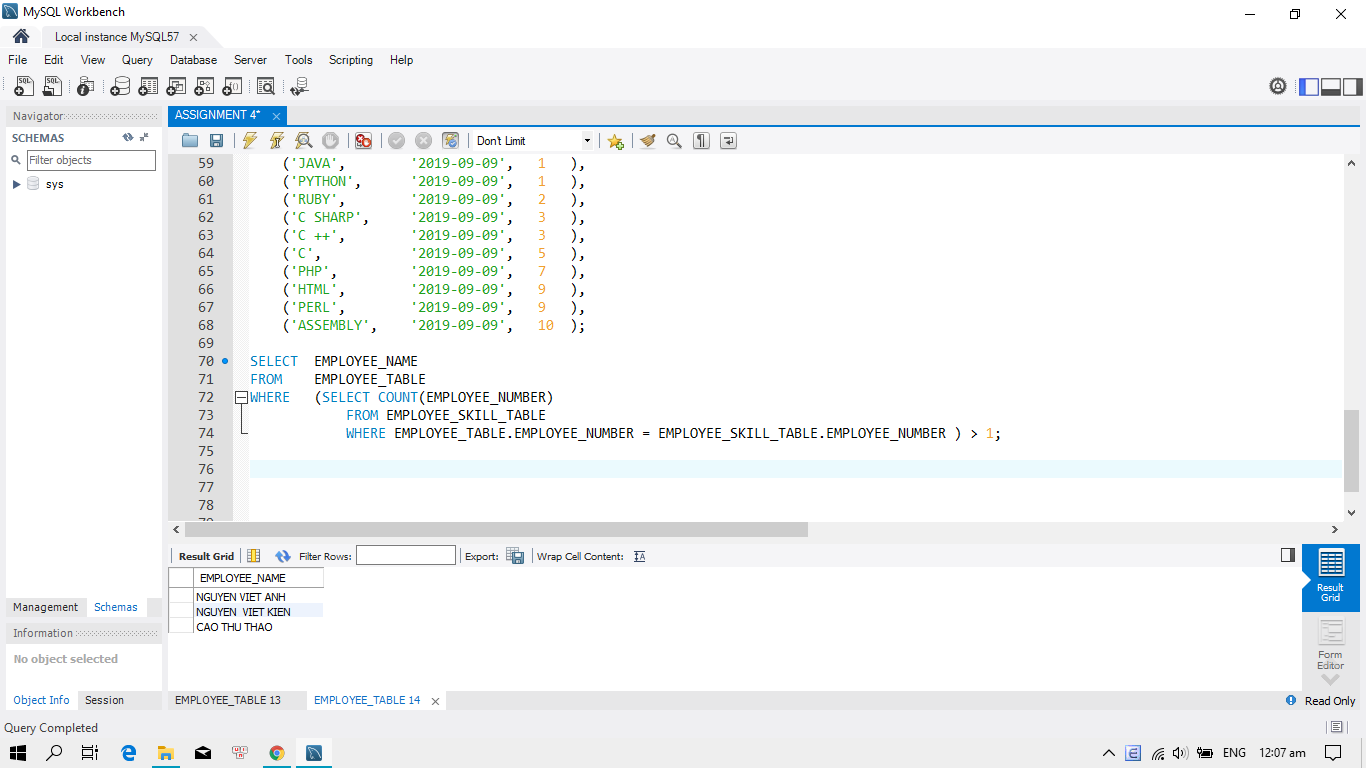 MySQL Workbench
Local instance MySQL57
File Edit View Query Database Server Tools Scripting Help
Navigator
SCHEMAS
Filter objects
sys
Management Schemas
Information
No object selected
Object Info Session
ASSIGNMENT 4*
Don't Limit
59 ('JAVA', '2019-09-09', 1 ),
60 ('PYTHON', '2019-09-09', 1 ),
61 ('RUBY', '2019-09-09', 2 ),
62 ('C SHARP', '2019-09-09', 3 ),
63 ('C ++', '2019-09-09', 3 ),
64 ('C', '2019-09-09', 5 ),
65 ('PHP', '2019-09-09', 7 ),
66 ('HTML', '2019-09-09', 9 ),
67 ('PERL', '2019-09-09', 9 ),
68 ('ASSEMBLY', '2019-09-09', 10 );
69
70 SELECT EMPLOYEE_NAME
71 FROM EMPLOYEE_TABLE
72 WHERE (SELECT COUNT(EMPLOYEE_NUMBER)
73 FROM EMPLOYEE_SKILL_TABLE
74 WHERE EMPLOYEE_TABLE.EMPLOYEE_NUMBER = EMPLOYEE_SKILL_TABLE.EMPLOYEE_NUMBER ) > 1;
75
76
77
78
Result Grid Filter Rows: Export: Wrap Cell Content:
EMPLOYEE_NAME
NGUYEN VIET ANH
NGUYEN VIET KIEN
CAO THU THAO
Result
Grid
Form
Editor
EMPLOYEE_TABLE 13 EMPLOYEE_TABLE 14 Read Only
Query Completed
ENG 12:07 am